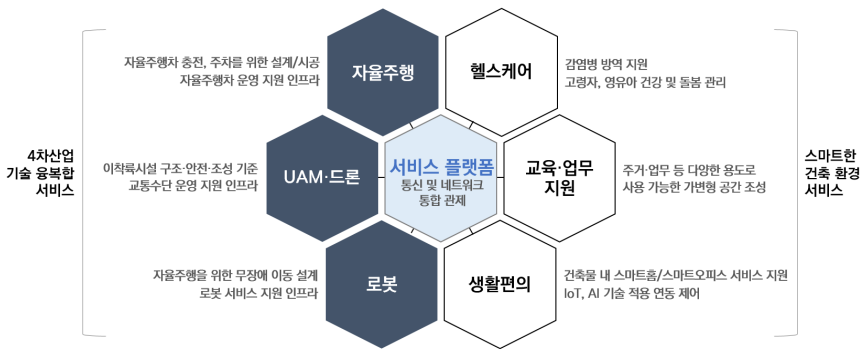 4차산업
기술 융복합
서비스
자율주행차 충전, 주차를 위한 설계/시공
자율주행차 운영 지원 인프라
자율주행
이착륙시설 구조·안전·조성 기준
교통수단 운영 지원 인프라
UAM·드론
자율주행을 위한 무장애 이동 설계
로봇 서비스 지원 인프라
로봇
서비스 플랫폼
통신 및 네트워크
통합 관제
헬스케어
감염병 방역 지원
고령자, 영유아 건강 및 돌봄 관리
교육·업무
지원
주거·업무 등 다양한 용도로
사용 가능한 가변형 공간 조성
생활편의
건축물 내 스마트홈/스마트오피스 서비스 지원
IoT, AI 기술 적용 연동 제어
스마트한
건축 환경
서비스